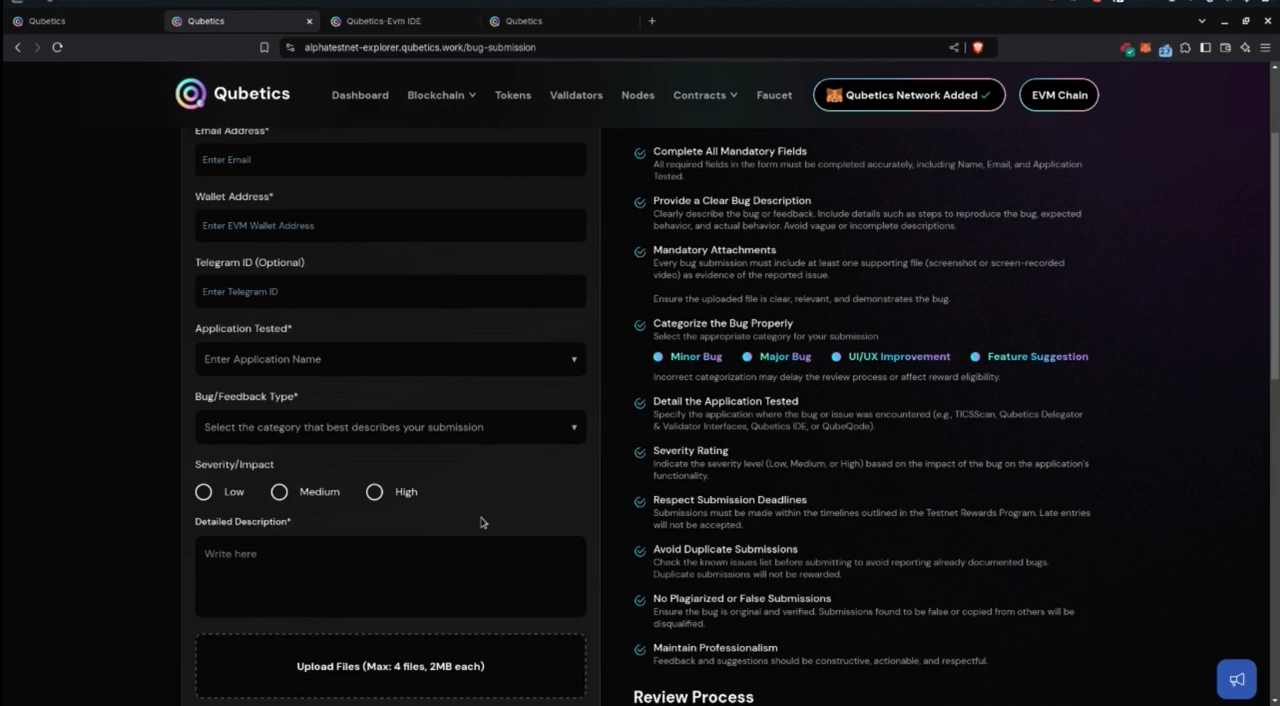 Qubetics
Qubetics
Qubetics-Evm IDE
Qubetics
alphatestnet-explorer.qubetics.work/bug-submission
Qubetics
Dashboard
Blockchain
Tokens
Validators
Nodes
Contracts
Faucet
Qubetics Network Added
EVM Chain
Email Address*
Enter Email
Wallet Address*
Enter EVM Wallet Address
Telegram ID (Optional)
Enter Telegram ID
Application Tested*
Enter Application Name
Bug/Feedback Type*
Select the category that best describes your submission
Severity/Impact
Low
Medium
High
Detailed Description*
Write here
Upload Files (Max: 4 files, 2MB each)
Complete All Mandatory Fields
All required fields in the form must be completed accurately, including Name, Email, and Application
Tested.
Provide a Clear Bug Description
Clearly describe the bug or feedback. Include details such as steps to reproduce the bug, expected
behavior, and actual behavior. Avoid vague or incomplete descriptions.
Mandatory Attachments
Every bug submission must include at least one supporting file (screenshot or screen-recorded
video) as evidence of the reported issue.
Ensure the uploaded file is clear, relevant, and demonstrates the bug.
Categorize the Bug Properly
Select the appropriate category for your submission
Minor Bug
Major Bug
UI/UX Improvement
Feature Suggestion
Incorrect categorization may delay the review process or affect reward eligibility.
Detail the Application Tested
Specify the application where the bug or issue was encountered (e.g., TICSScan, Qubetics Delegator
& Validator Interfaces, Qubetics IDE, or QubeQode).
Severity Rating
Indicate the severity level (Low, Medium, or High) based on the impact of the bug on the application's
functionality.
Respect Submission Deadlines
Submissions must be made within the timelines outlined in the Testnet Rewards Program. Late entries
will not be accepted.
Avoid Duplicate Submissions
Check the known issues list before submitting to avoid reporting already documented bugs.
Duplicate submissions will not be rewarded.
No Plagiarized or False Submissions
Ensure the bug is original and verified. Submissions found to be false or copied from others will be
disqualified.
Maintain Professionalism
Feedback and suggestions should be constructive, actionable, and respectful.
Review Process